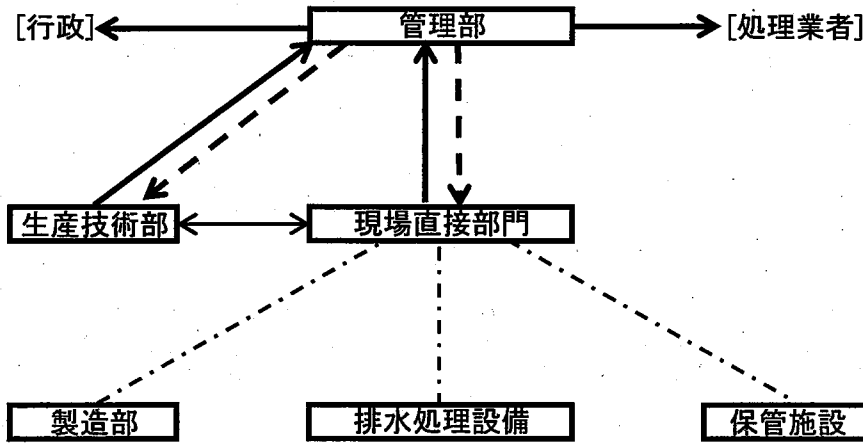 [行政]
管理部
[処理業者]
生産技術部
現場直接部門
製造部
排水処理設備
保管施設